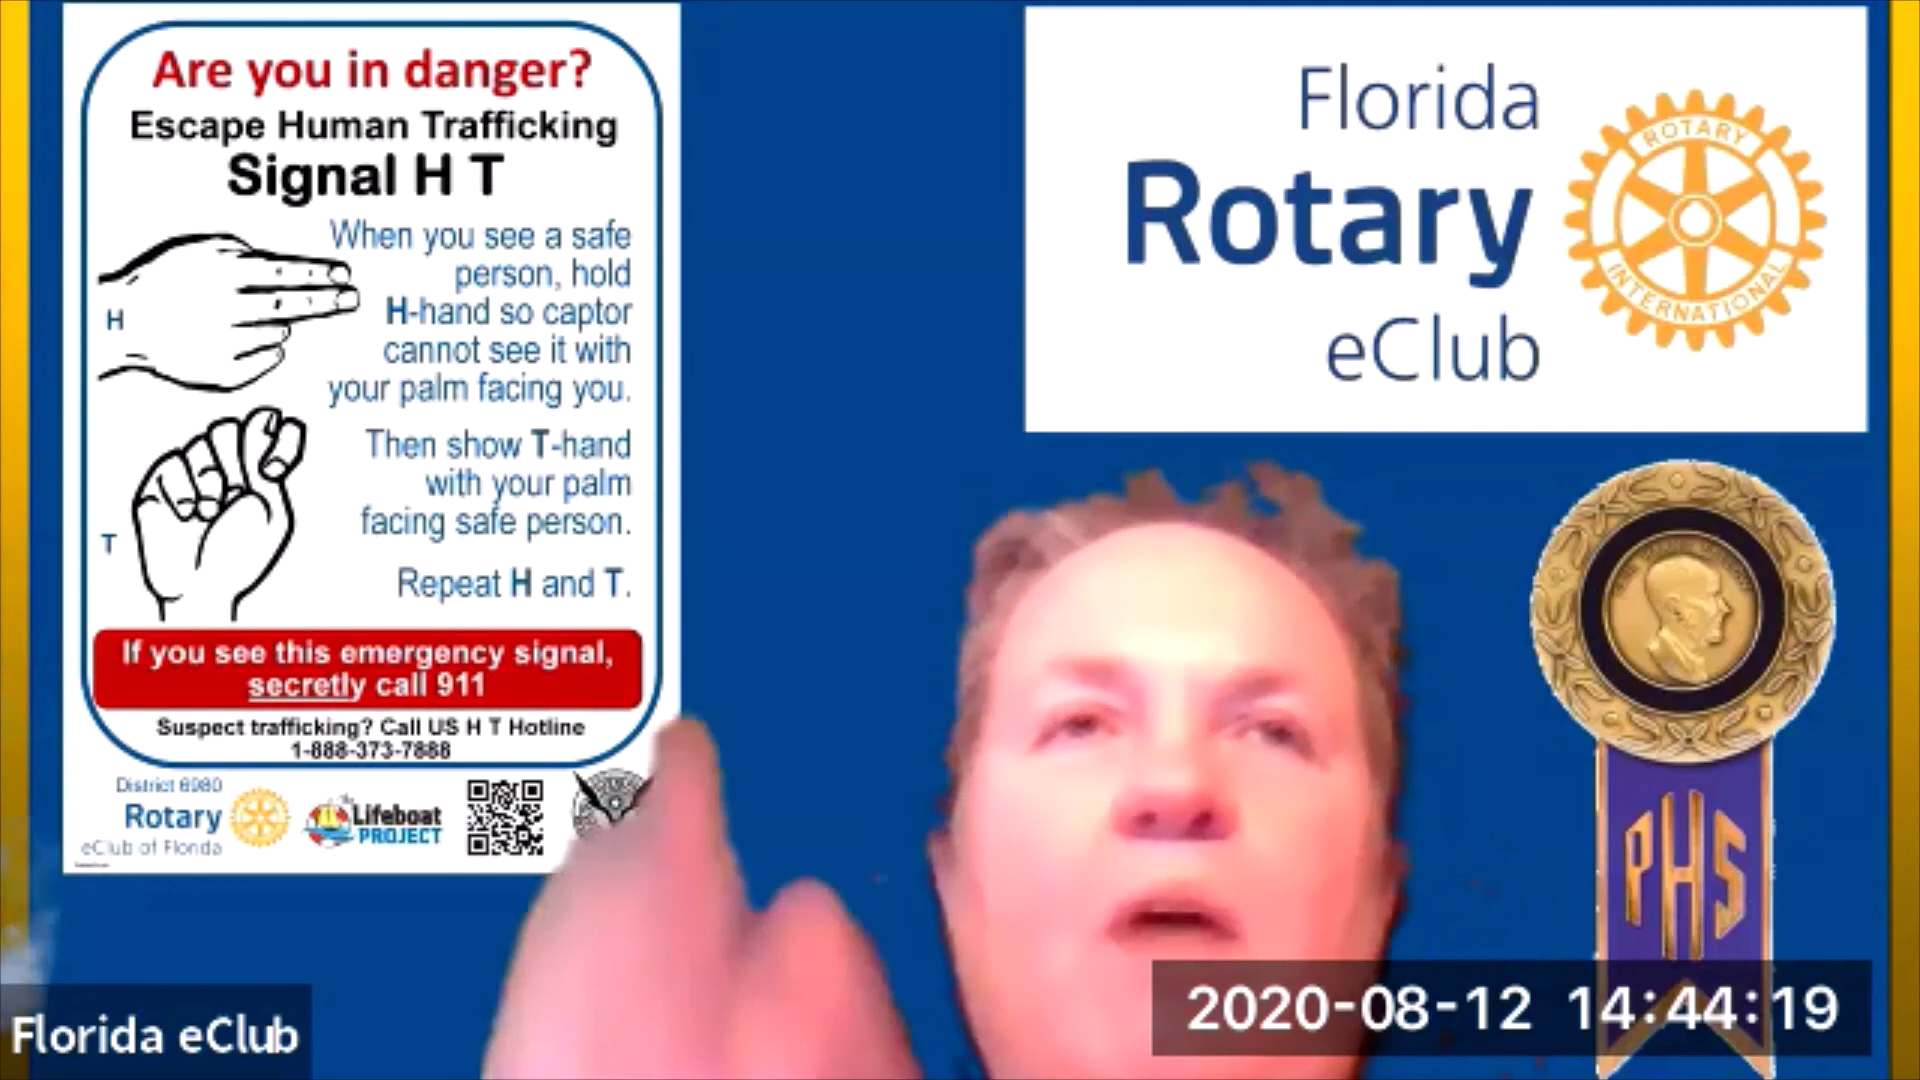 Are you in danger?
Escape Human Trafficking
Signal H T
When you see a safe
person, hold
H-hand so captor
cannot see it with
your palm facing you.
H
Then show T-hand
with your palm
facing safe person.
T
Repeat H and T.
If you see this emergency signal,
secretly call 911
Suspect trafficking? Call US H T Hotline
1-888-373-7888
District 6980
Rotary
eClub of Florida
The
Lifeboat
PROJECT
Florida
Rotary
eClub
ROTARY
INTERNATIONAL
PHS
Florida eClub
2020-08-12 14:44:19